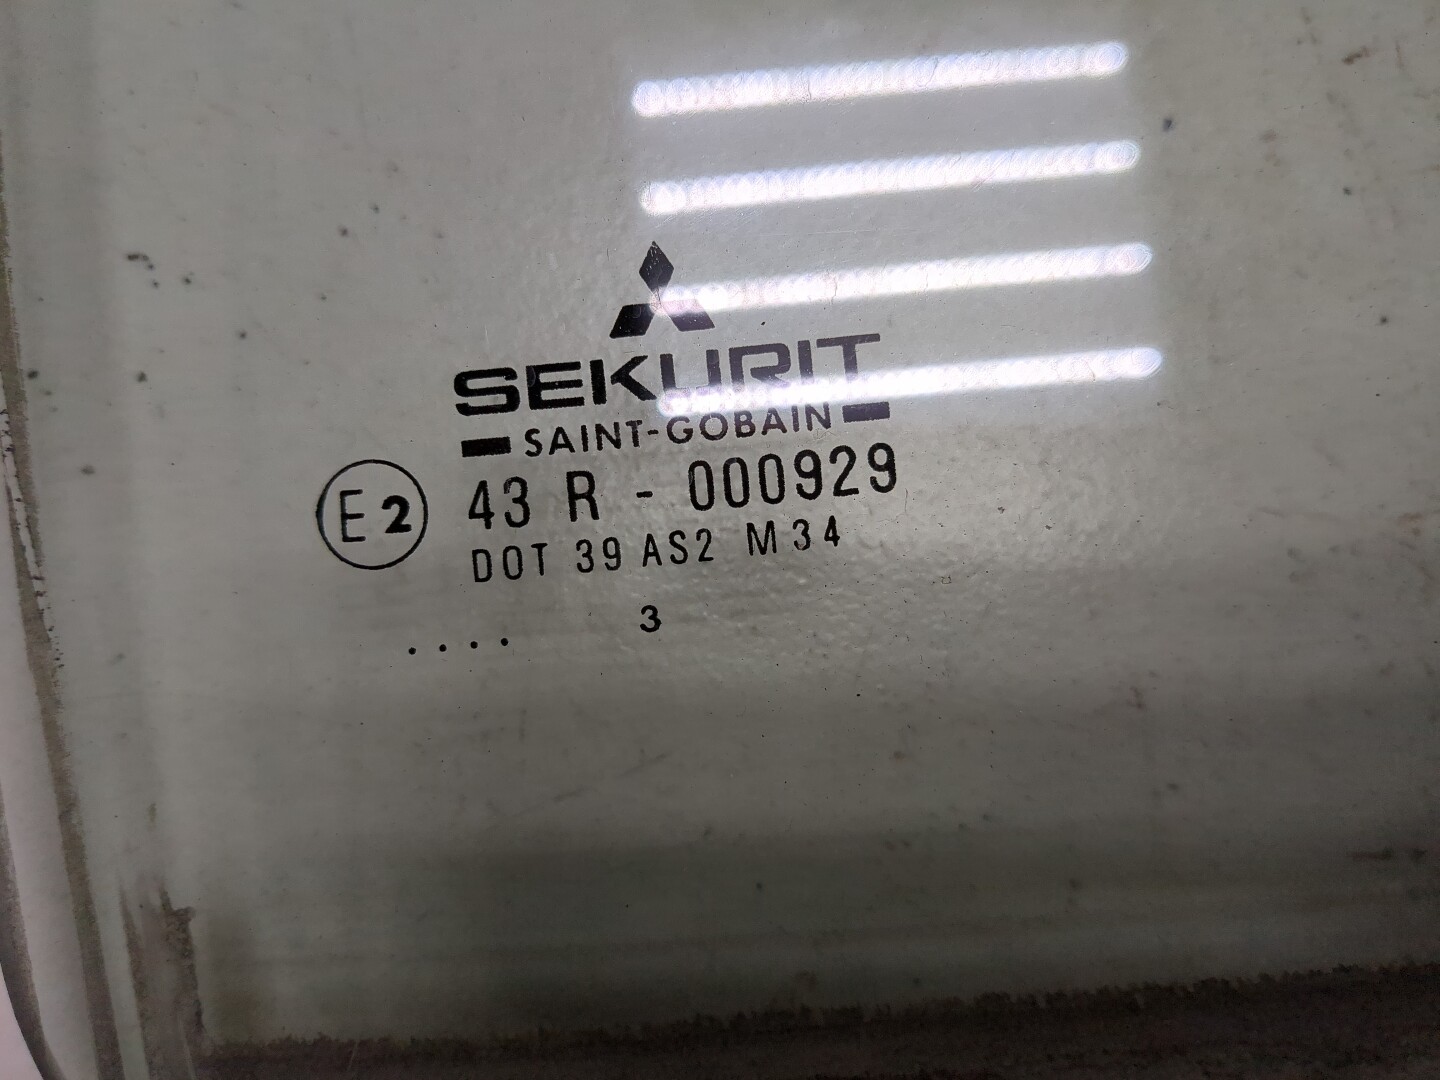 SEKURIT
SAINT-GOBAIN
E2 43 R - 000929
DOT 39 AS2 M34
.... 3